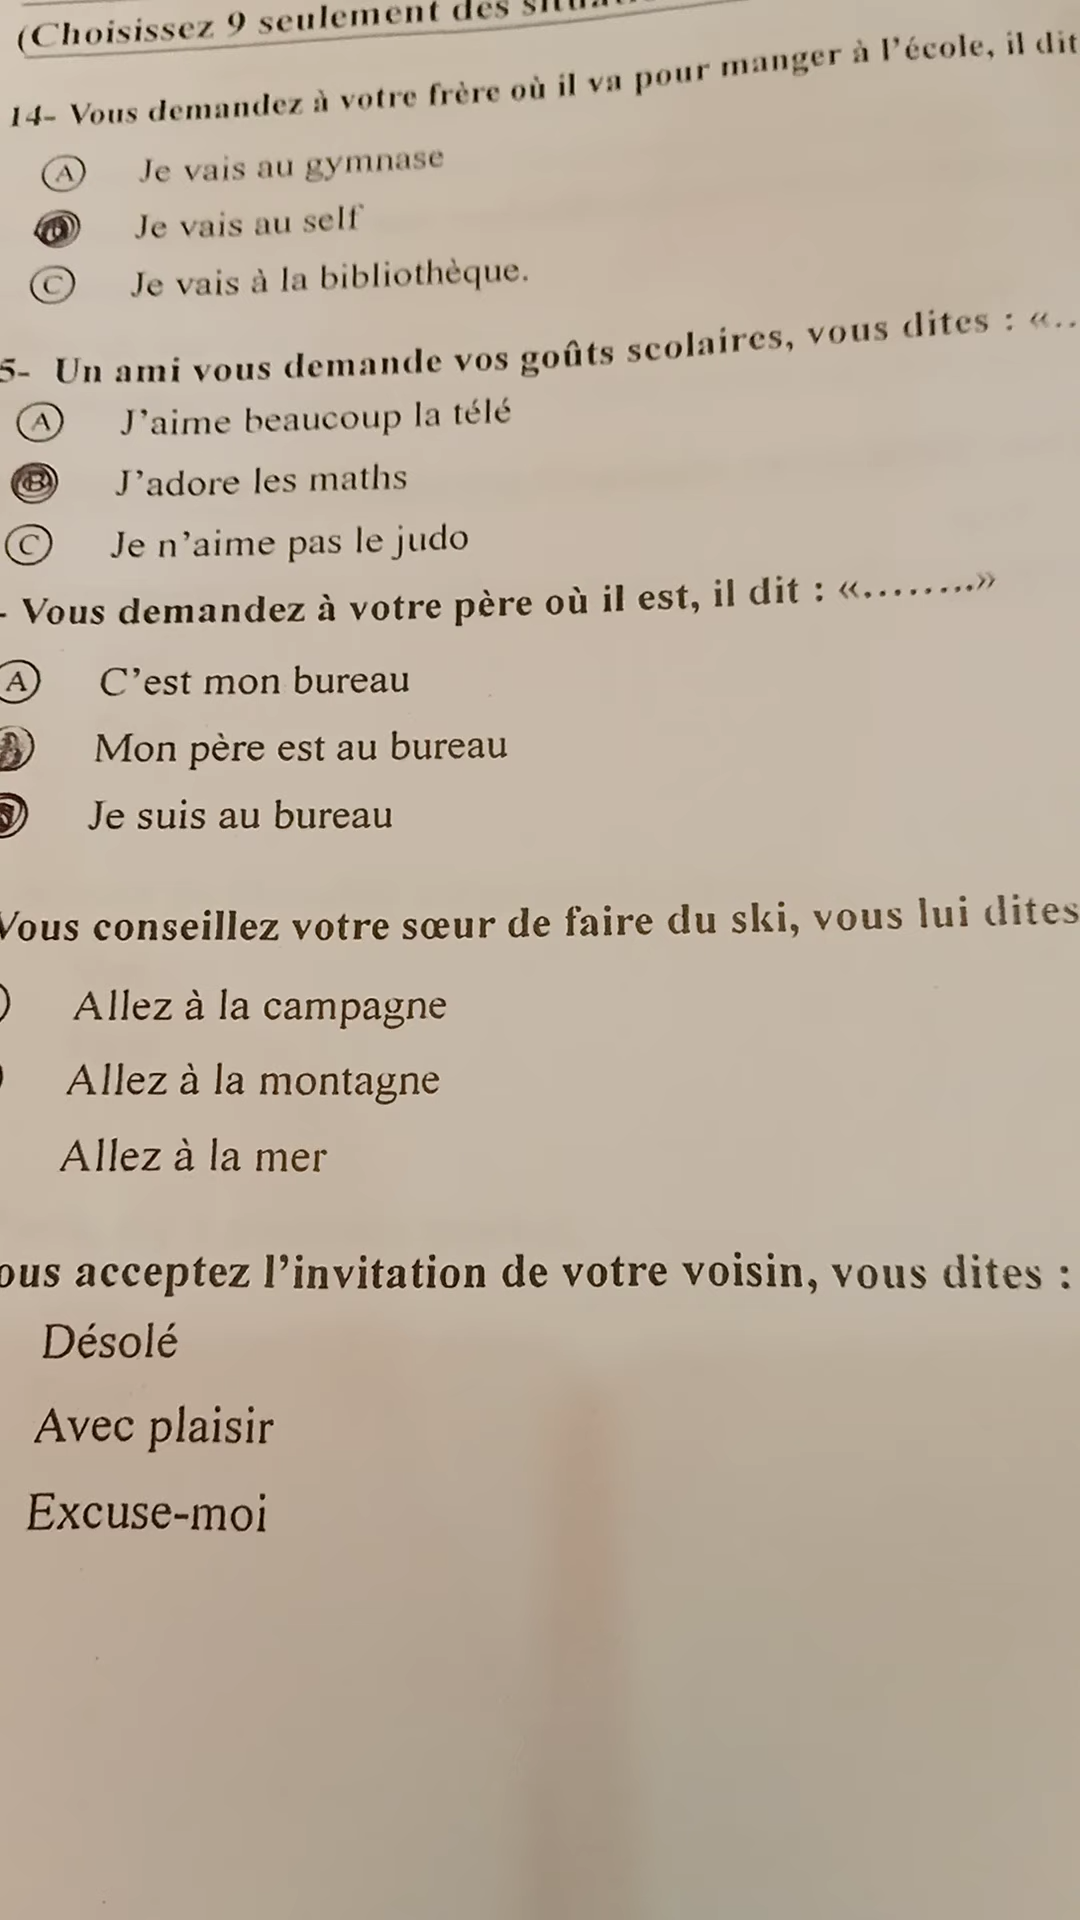 (Choisissez 9 seulement des
14- Vous demandez à votre frère où il va pour manger à l'école, il dit
A Je vais au gymnase
Je vais au self
C Je vais à la bibliothèque.
5- Un ami vous demande vos goûts scolaires, vous dites : «..
A J'aime beaucoup la télé
B J'adore les maths
C Je n'aime pas le judo
- Vous demandez à votre père où il est, il dit : «........»
A C'est mon bureau
Mon père est au bureau
Je suis au bureau
Vous conseillez votre sœur de faire du ski, vous lui dites
Allez à la campagne
Allez à la montagne
Allez à la mer
ous acceptez l'invitation de votre voisin, vous dites :
Désolé
Avec plaisir
Excuse-moi